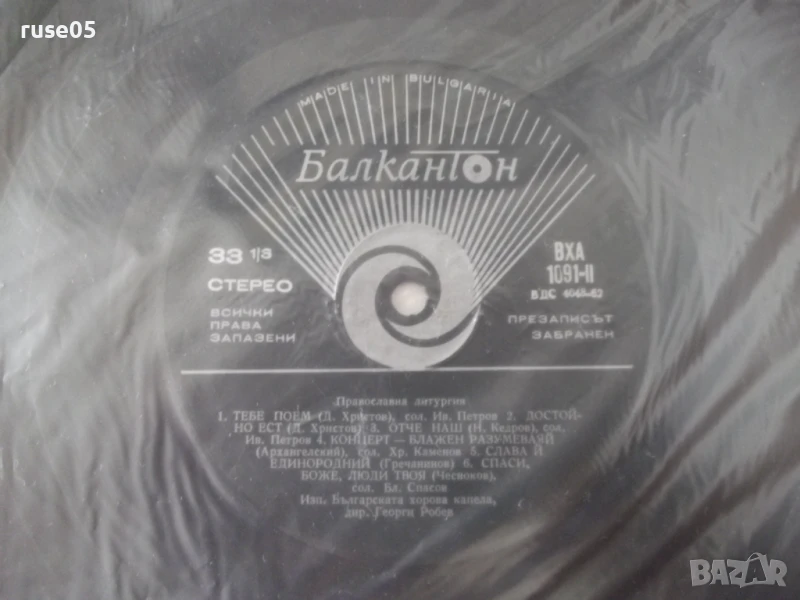 ruse05
MADE IN BULGARIA
Балкантон
33 1/3
СТЕРЕО
ВСИЧКИ
ПРАВА
ЗАПАЗЕНИ
ВХА
1091-II
ВДС
ПРЕЗАПИСЪТ
ЗАБРАНЕН
Православна литургия
1. ТЕБЕ ПОЕМ (Д. Христов), сол. Ив. Петров 2. ДОСТОЙ-
НО ЕСТ (Д. Христов) 3. ОТЧЕ НАШ (Н. Кедров), сол.
Ив. Петров 4. КОНЦЕРТ — БЛАЖЕН РАЗУМЕВАЯЙ
(Архангелский), сол. Хр. Каменов 5. СЛАВА И
ЕДИНОРОДНИЙ (Гречанинов) 6. СПАСИ,
БОЖЕ, ЛЮДИ ТВОЯ (Чесноков),
сол. Бл. Спасов
Изп. Българската хорова капела,
дир. Георги Робев
BAZAR